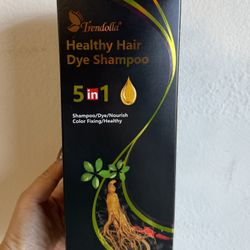 Trendolla
Healthy Hair
Dye Shampoo
5 in 1
Shampoo/Dye/Nourish
Color Fixing/Healthy